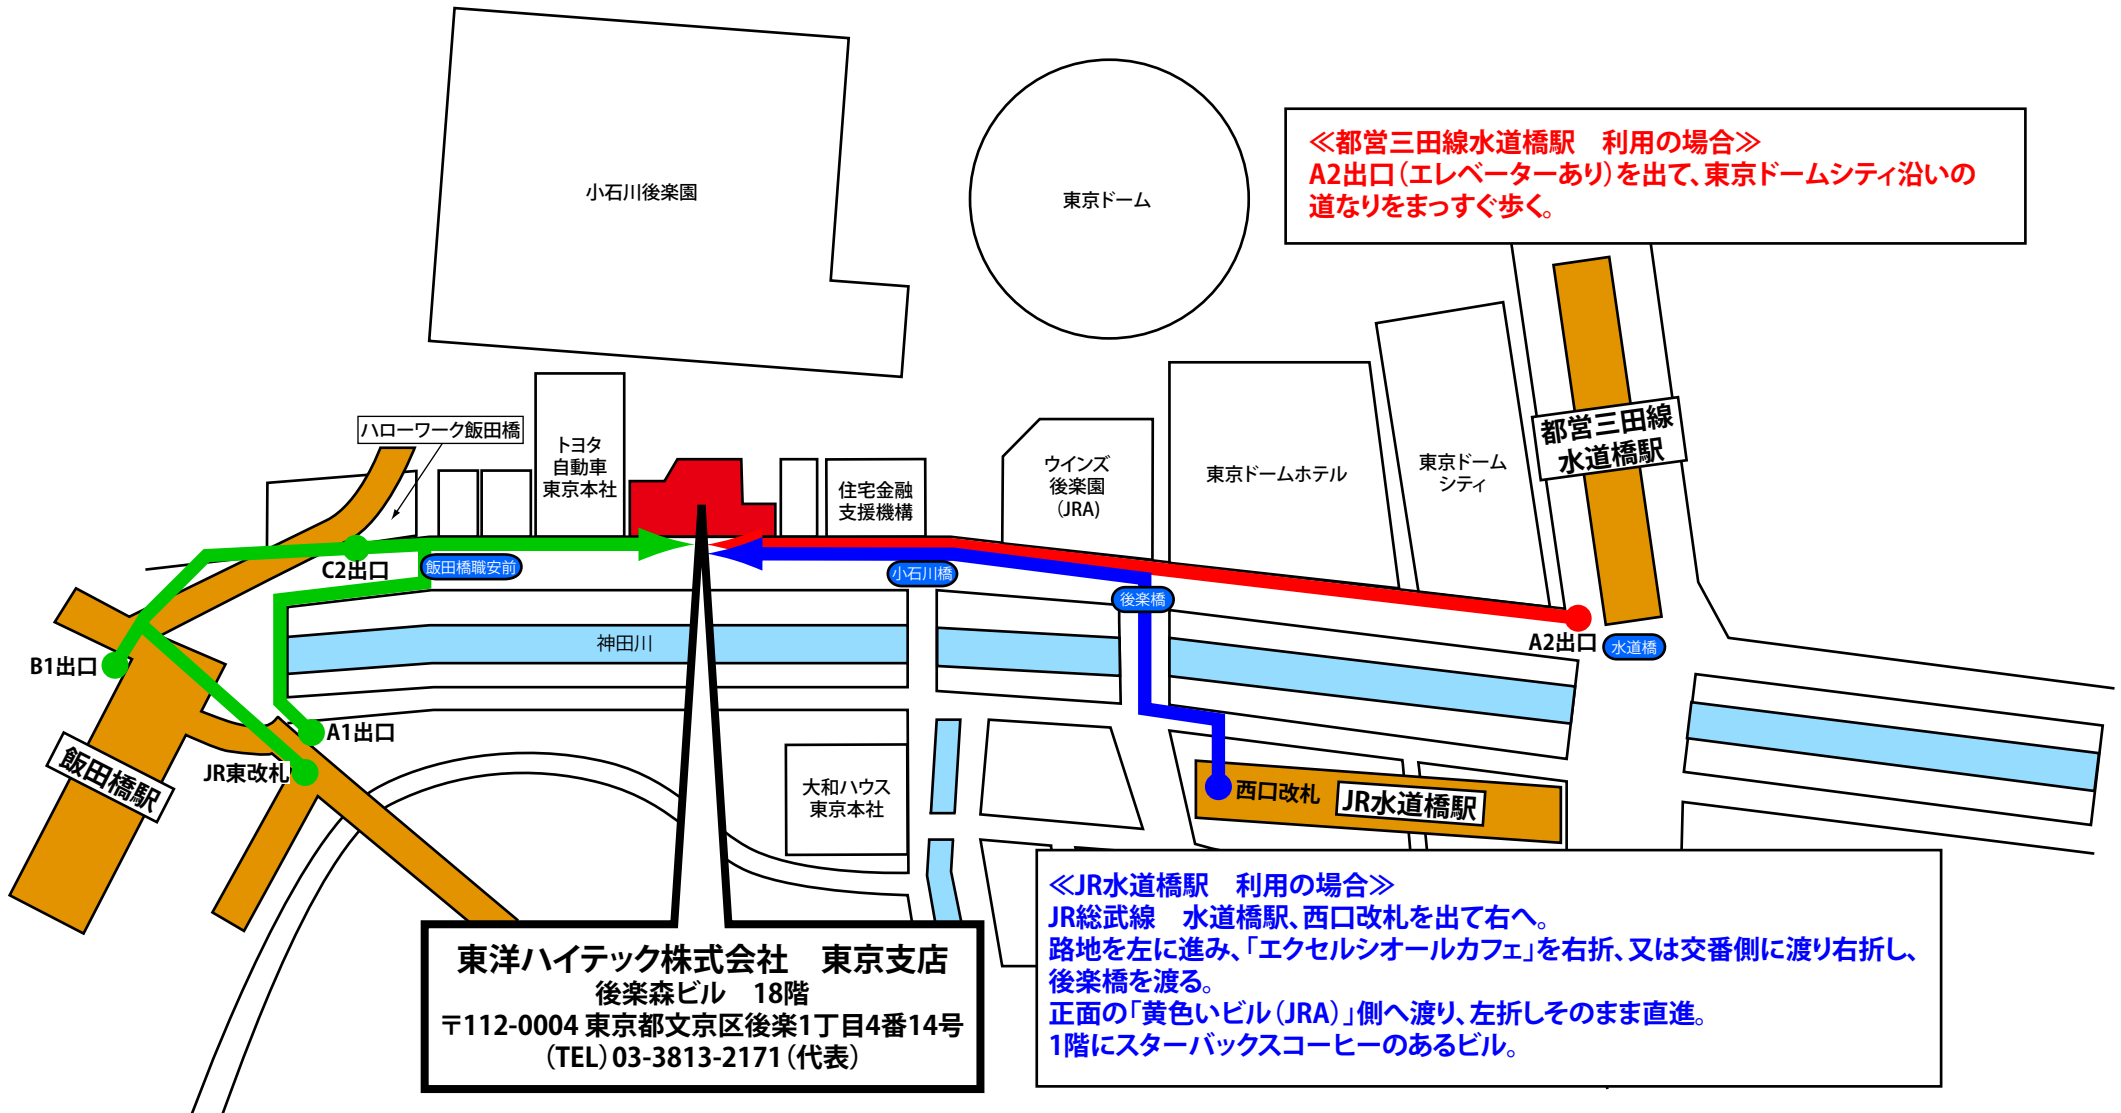 小石川後楽園
東京ドーム
≪都営三田線水道橋駅　利用の場合≫
A2出口（エレベーターあり）を出て、東京ドームシティ沿いの
道なりをまっすぐ歩く。
ハローワーク飯田橋
トヨタ
自動車
東京本社
住宅金融
支援機構
ウインズ
後楽園
（JRA）
東京ドームホテル
東京ドーム
シティ
都営三田線
水道橋駅
C2出口
飯田橋職安前
小石川橋
後楽橋
A2出口
水道橋
B1出口
神田川
A1出口
JR東改札
飯田橋駅
大和ハウス
東京本社
西口改札
JR水道橋駅
東洋ハイテック株式会社　東京支店
後楽森ビル　18階
〒112-0004 東京都文京区後楽1丁目4番14号
（TEL）03-3813-2171（代表）
≪JR水道橋駅　利用の場合≫
JR総武線　水道橋駅、西口改札を出て右へ。
路地を左に進み、「エクセルシオールカフェ」を右折、又は交番側に渡り右折し、
後楽橋を渡る。
正面の「黄色いビル（JRA）」側へ渡り、左折しそのまま直進。
1階にスターバックスコーヒーのあるビル。